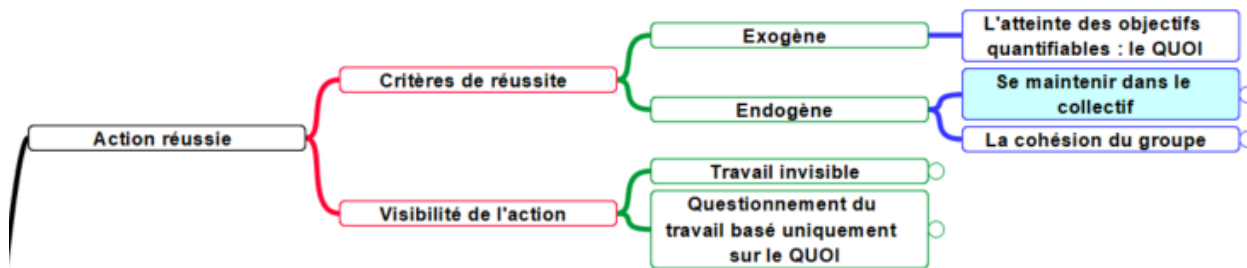 Action réussie
Critères de réussite
Exogène
L'atteinte des objectifs
quantifiables : le QUOI
Endogène
Se maintenir dans le
collectif
La cohésion du groupe
Visibilité de l'action
Travail invisible
Questionnement du
travail basé uniquement
sur le QUOI